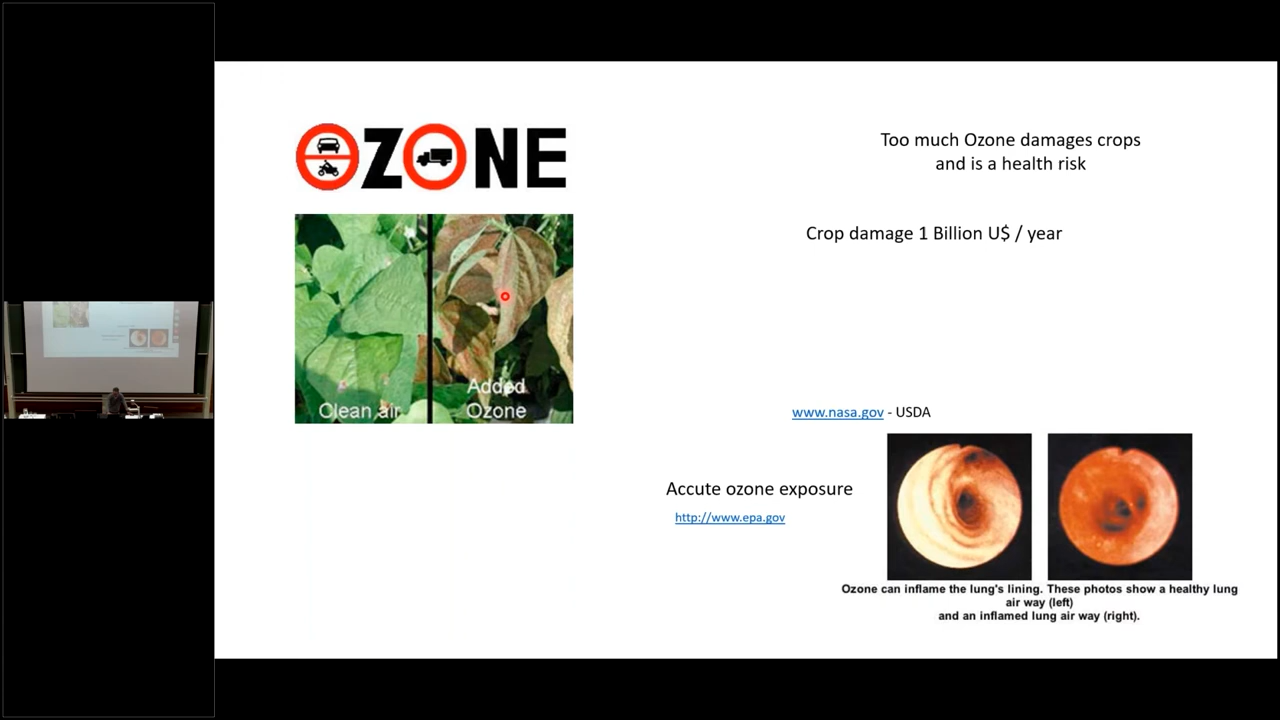 OZONE
Too much Ozone damages crops
and is a health risk
Crop damage 1 Billion U$ / year
Clean air
Added
Ozone
www.nasa.gov - USDA
Accute ozone exposure
http://www.epa.gov
Ozone can inflame the lung's lining. These photos show a healthy lung
air way (left)
and an inflamed lung air way (right).